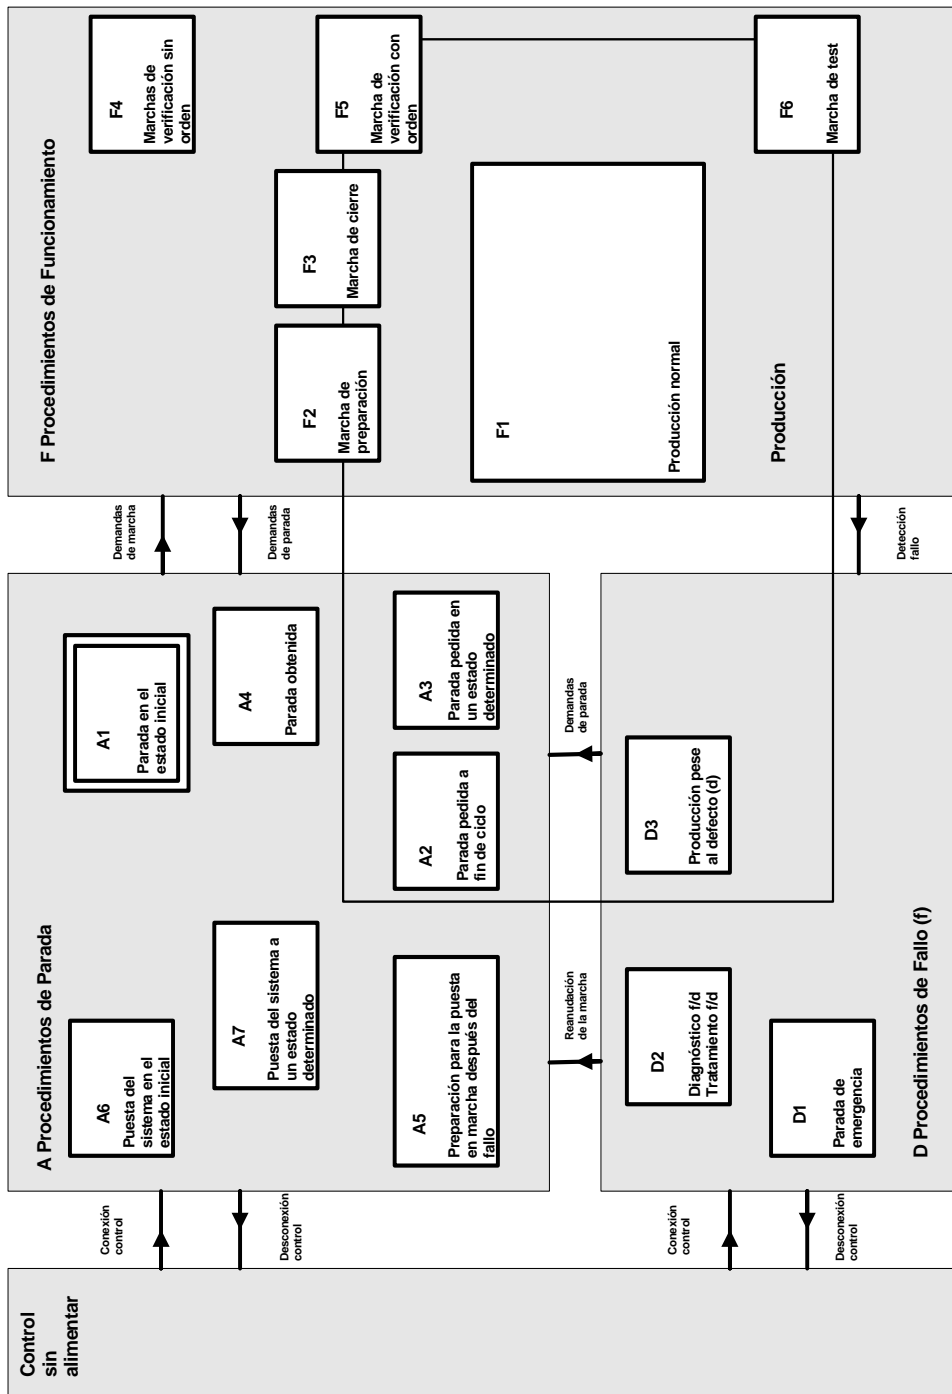 Control
sin
alimentar
Conexión
control
Desconexión
control
Conexión
control
Desconexión
control
A Procedimientos de Parada
A6
Puesta del
sistema en el
estado inicial
A1
Parada en el
estado inicial
A7
Puesta del sistema a
un estado
determinado
A4
Parada obtenida
A5
Preparación para la puesta
en marcha después del
fallo
A2
Parada pedida a
fin de ciclo
A3
Parada pedida en
un estado
determinado
Demandas
de marcha
Demandas
de parada
Reanudación
de la marcha
Demandas
de parada
D2
Diagnóstico f/d
Tratamiento f/d
D3
Producción pese
al defecto (d)
D1
Parada de
emergencia
D Procedimientos de Fallo (f)
Detección
fallo
F Procedimientos de Funcionamiento
F4
Marchas de
verificación sin
orden
F2
Marcha de
preparación
F3
Marcha de cierre
F5
Marcha de
verificación con
orden
F1
Producción normal
Producción
F6
Marcha de test